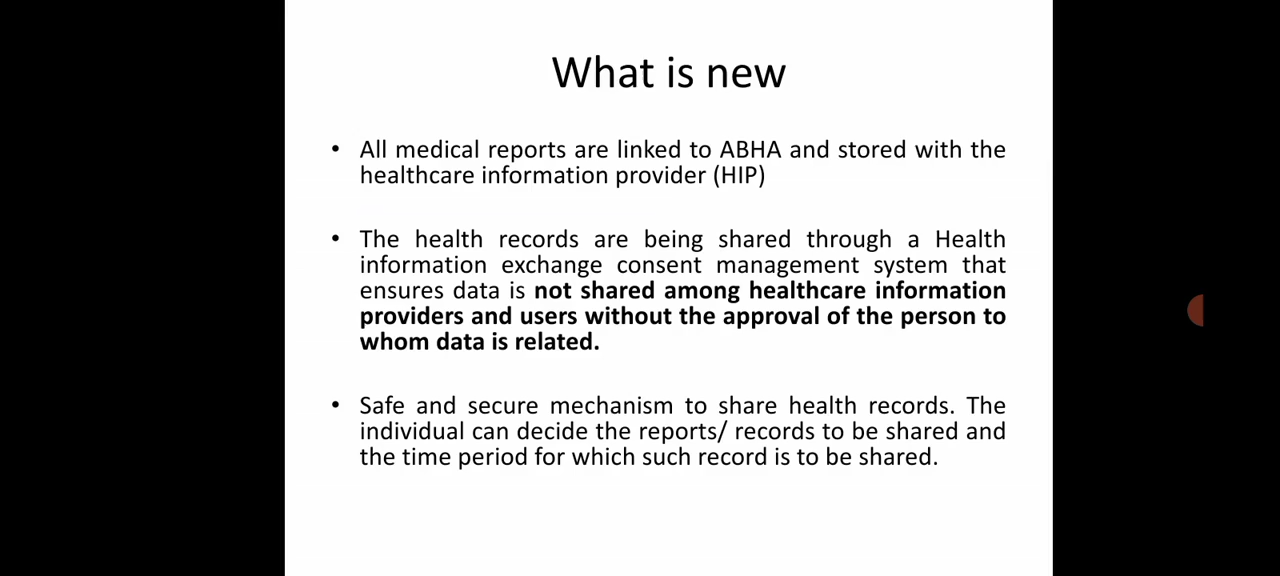 What is new
• All medical reports are linked to ABHA and stored with the
healthcare information provider (HIP)
• The health records are being shared through a Health
information exchange consent management system that
ensures data is not shared among healthcare information
providers and users without the approval of the person to
whom data is related.
• Safe and secure mechanism to share health records. The
individual can decide the reports/ records to be shared and
the time period for which such record is to be shared.